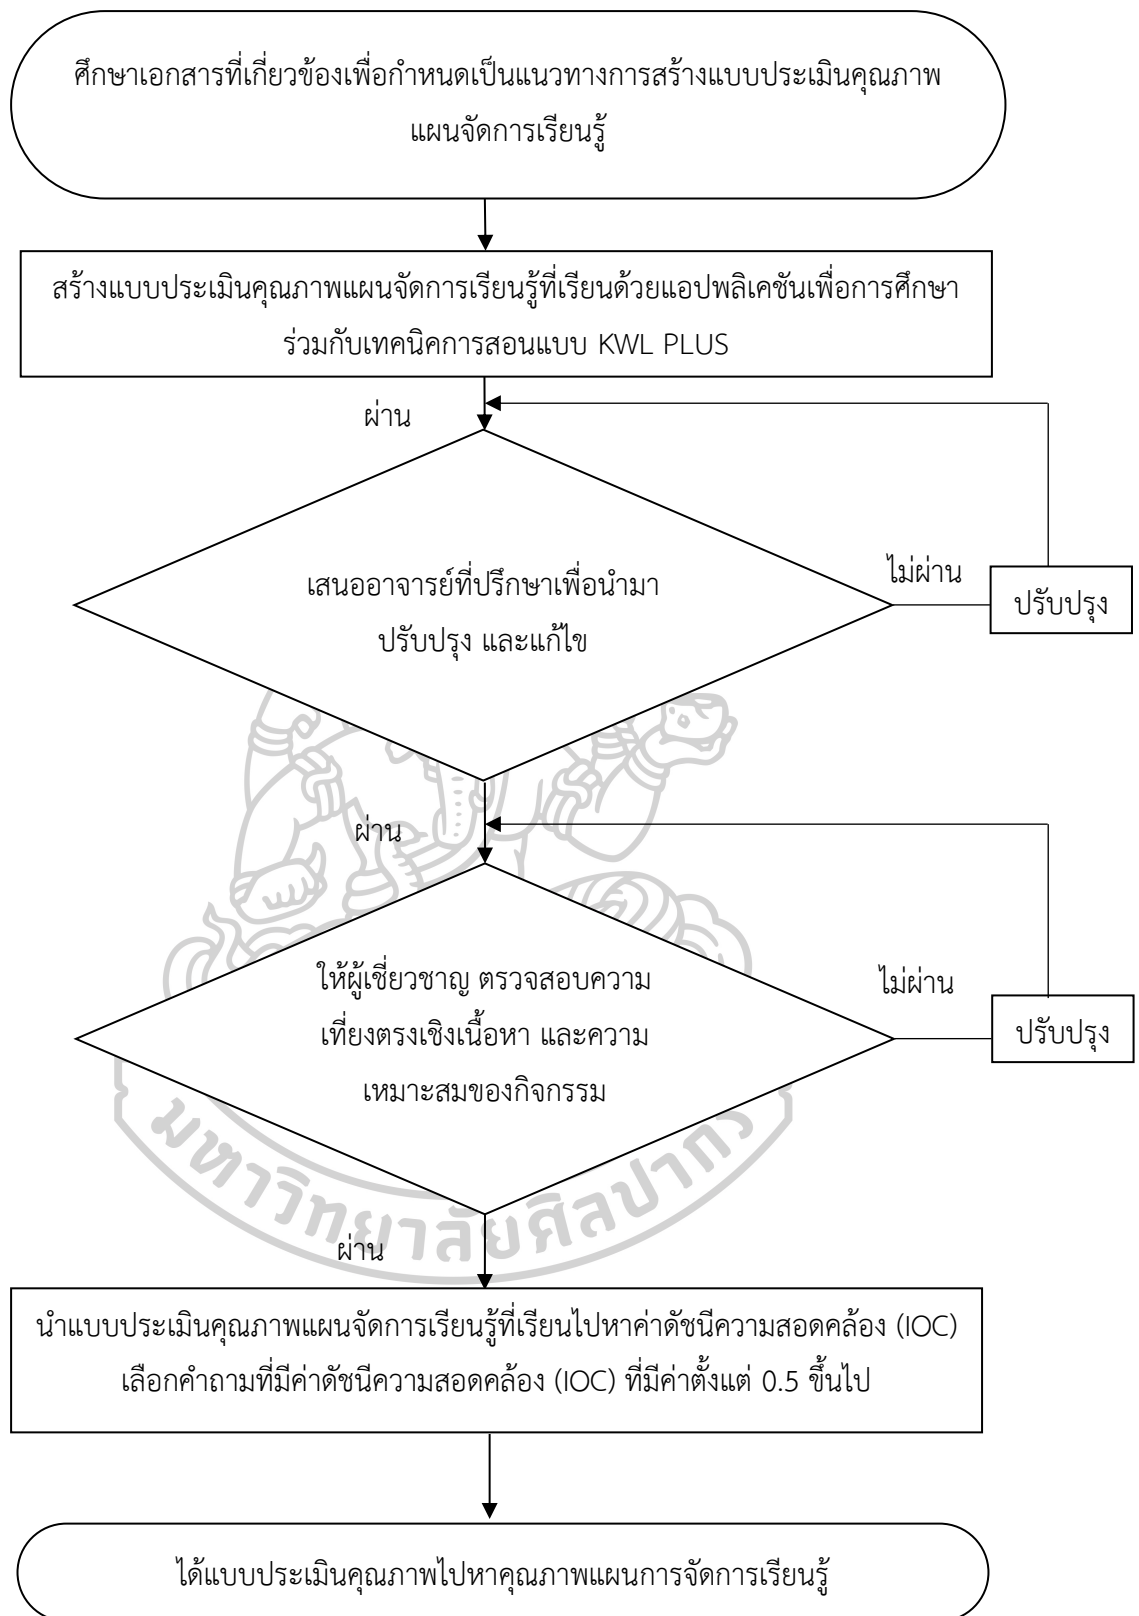 ศึกษาเอกสารที่เกี่ยวข้องเพื่อกำหนดเป็นแนวทางการสร้างแบบประเมินคุณภาพ
แผนจัดการเรียนรู้
สร้างแบบประเมินคุณภาพแผนจัดการเรียนรู้ที่เรียนด้วยแอปพลิเคชันเพื่อการศึกษา
ร่วมกับเทคนิคการสอนแบบ KWL PLUS
ผ่าน
เสนออาจารย์ที่ปรึกษาเพื่อนำมา
ปรับปรุง และแก้ไข
ไม่ผ่าน
ปรับปรุง
ผ่าน
ให้ผู้เชี่ยวชาญ ตรวจสอบความ
เที่ยงตรงเชิงเนื้อหา และความ
เหมาะสมของกิจกรรม
ไม่ผ่าน
ปรับปรุง
มหาวิทยาลัยศิลปากร
ผ่าน
นำแบบประเมินคุณภาพแผนจัดการเรียนรู้ที่เรียนไปหาค่าดัชนีความสอดคล้อง (IOC)
เลือกคำถามที่มีค่าดัชนีความสอดคล้อง (IOC) ที่มีค่าตั้งแต่ 0.5 ขึ้นไป
ได้แบบประเมินคุณภาพไปหาคุณภาพแผนการจัดการเรียนรู้